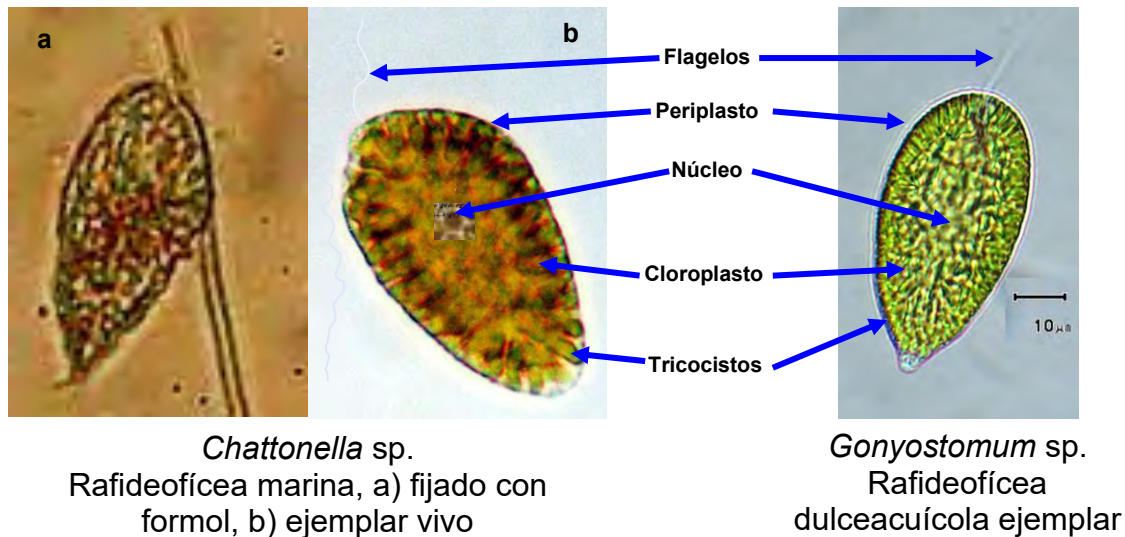 a
b
Flagelos
Periplasto
Núcleo
Cloroplasto
Tricocistos
10μm
Chattonella sp.
Rafideofícea marina, a) fijado con
formol, b) ejemplar vivo
Gonyostomum sp.
Rafideofícea
dulceacuícola ejemplar